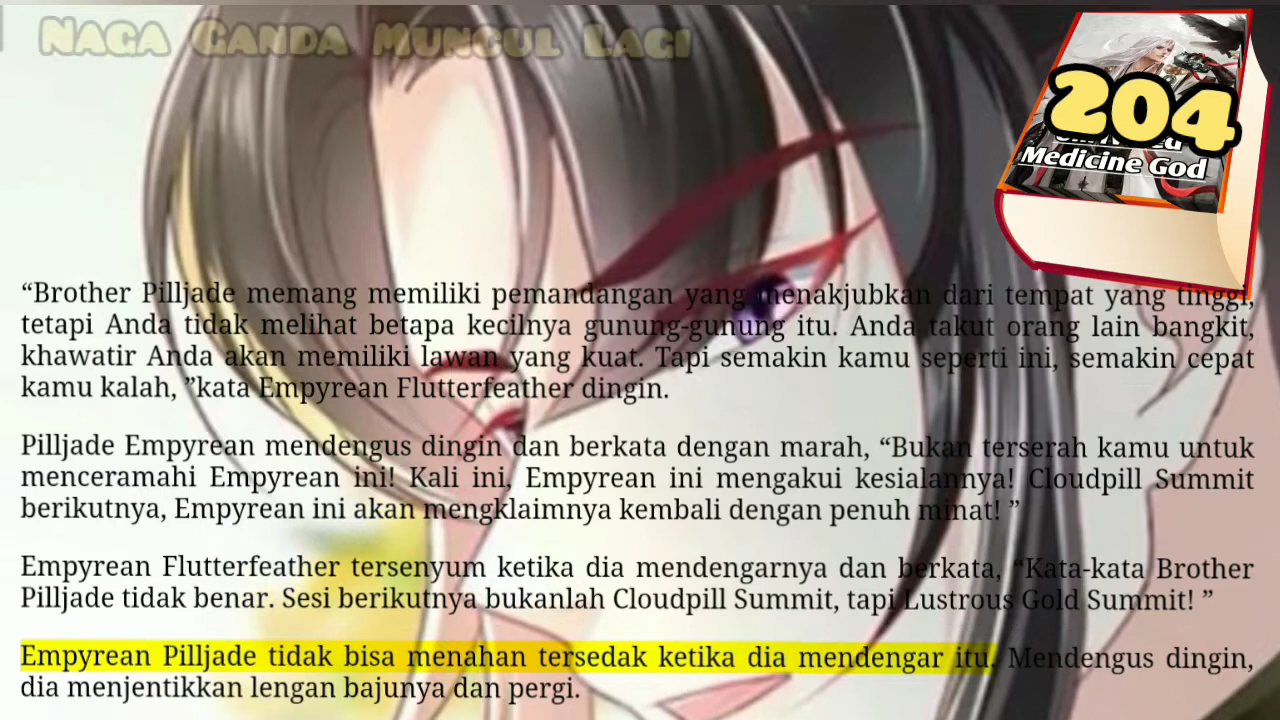 Naga Ganda Muncul Lagi
204
Medicine God
“Brother Pilljade memang memiliki pemandangan yang menakjubkan dari tempat yang tinggi,
tetapi Anda tidak melihat betapa kecilnya gunung-gunung itu. Anda takut orang lain bangkit,
khawatir Anda akan memiliki lawan yang kuat. Tapi semakin kamu seperti ini, semakin cepat
kamu kalah, ”kata Empyrean Flutterfeather dingin.
Pilljade Empyrean mendengus dingin dan berkata dengan marah, “Bukan terserah kamu untuk
menceramahi Empyrean ini! Kali ini, Empyrean ini mengakui kesialannya! Cloudpill Summit
berikutnya, Empyrean ini akan mengklaimnya kembali dengan penuh minat! ”
Empyrean Flutterfeather tersenyum ketika dia mendengarnya dan berkata, “Kata-kata Brother
Pilljade tidak benar. Sesi berikutnya bukanlah Cloudpill Summit, tapi Lustrous Gold Summit! ”
Empyrean Pilljade tidak bisa menahan tersedak ketika dia mendengar itu. Mendengus dingin,
dia menjentikkan lengan bajunya dan pergi.